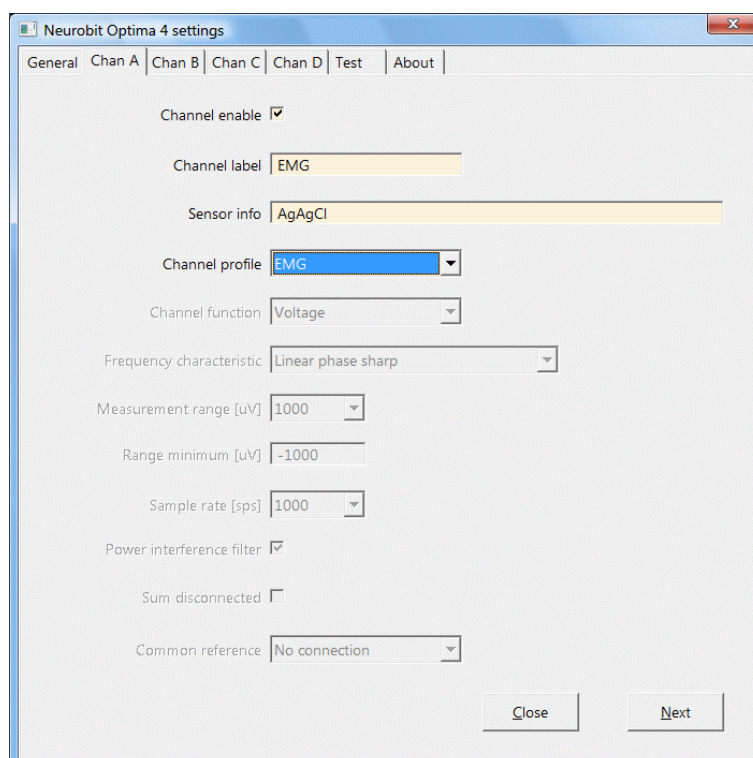 Neurobit Optima 4 settings
General Chan A Chan B Chan C Chan D Test About
Channel enable
Channel label EMG
Sensor info AgAgCl
Channel profile EMG
Channel function Voltage
Frequency characteristic Linear phase sharp
Measurement range [uV] 1000
Range minimum [uV] -1000
Sample rate [sps] 1000
Power interference filter
Sum disconnected
Common reference No connection
Close Next